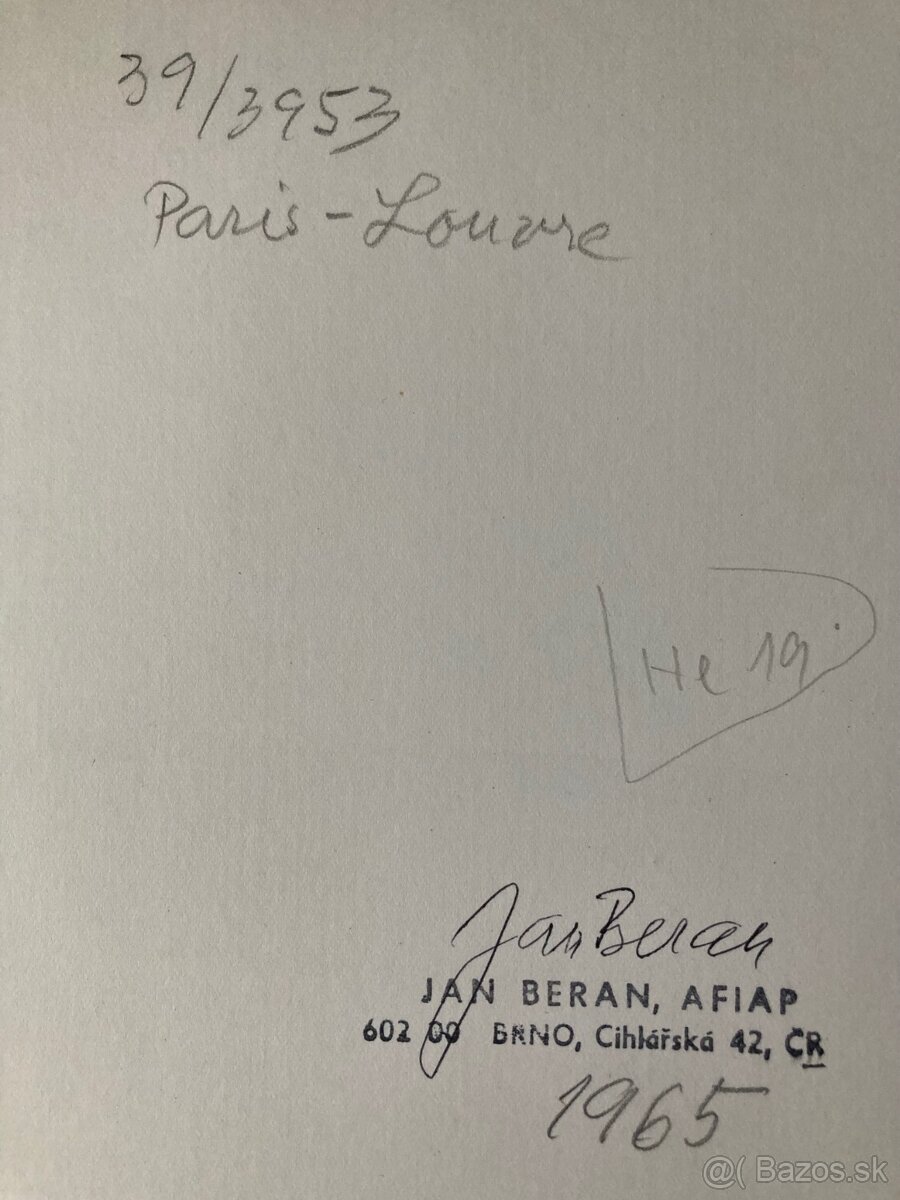 39/3953
Paris - Louvre
He 19.
Jan Beran
JAN BERAN, AFIAP
602 00 BRNO, Cihlářská 42, ČR
1965
@( Bazos.sk